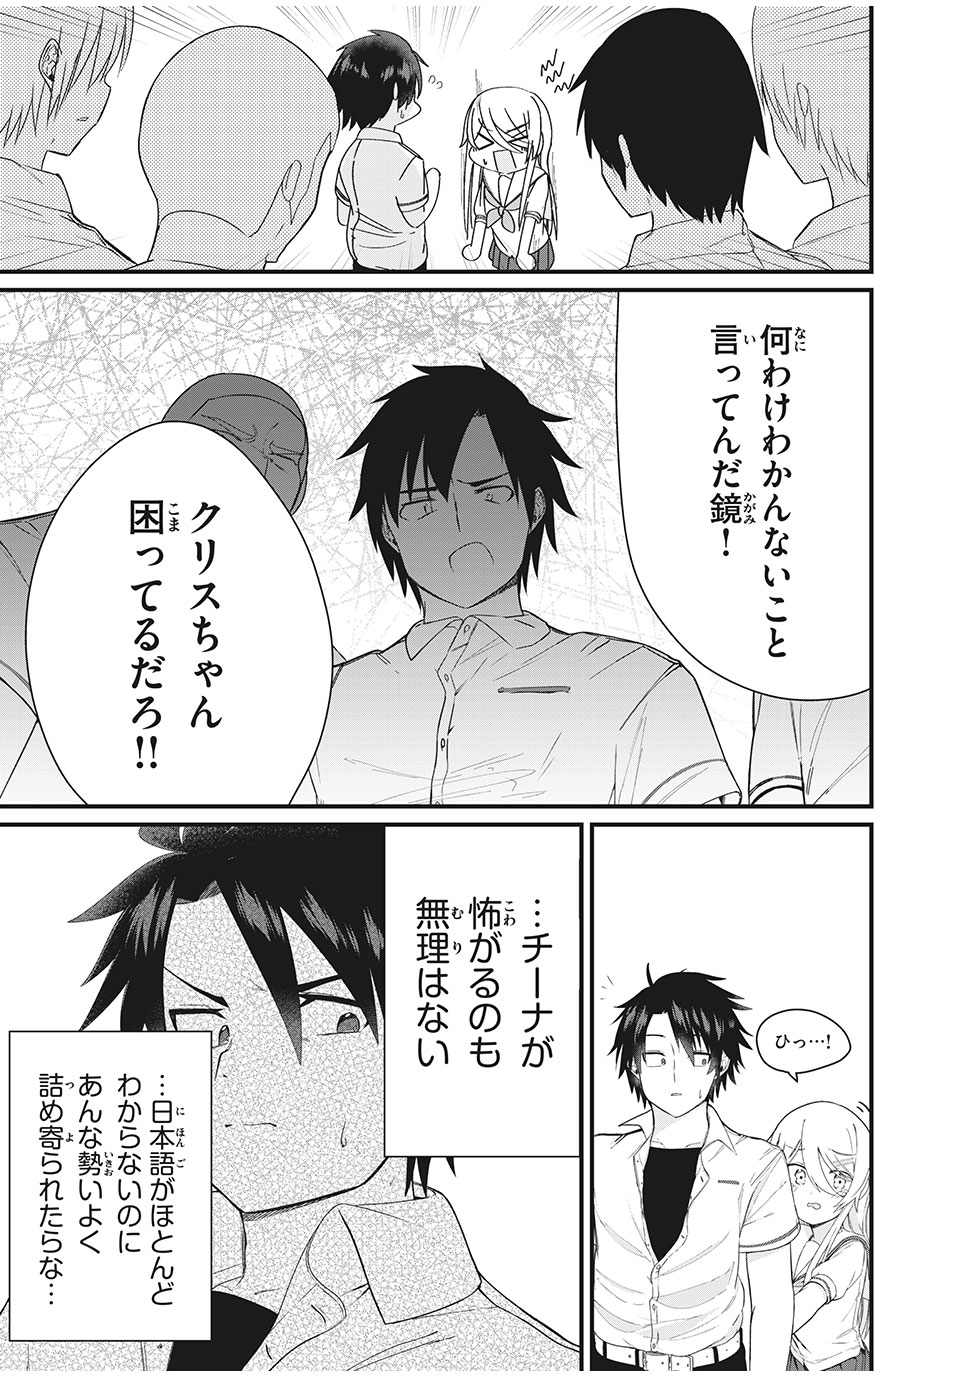 何わけわかんないこと
言ってんだ鏡！
クリスちゃん
困ってるだろ!!
ひっ…！
…チーナが
怖がるのも
無理はない
…日本語がほとんど
わからないのに
あんな勢いよく
詰め寄られたらな…